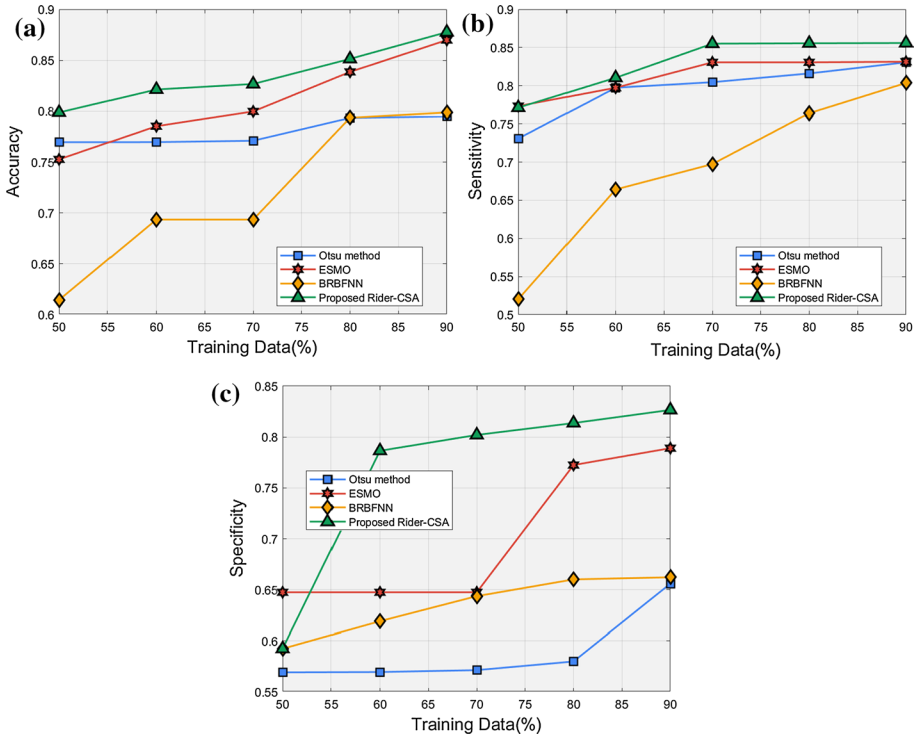 (a)
0.9
0.85
0.8
0.75
0.7
0.65
0.6
Accuracy
50 55 60 65 70 75 80 85 90
Training Data(%)
Otsu method
ESMO
BRBFNN
Proposed Rider-CSA
(b)
0.9
0.85
0.8
0.75
0.7
0.65
0.6
0.55
0.5
Sensitivity
50 55 60 65 70 75 80 85 90
Training Data(%)
Otsu method
ESMO
BRBFNN
Proposed Rider-CSA
(c)
0.85
0.8
0.75
0.7
0.65
0.6
0.55
Specificity
50 55 60 65 70 75 80 85 90
Training Data(%)
Otsu method
ESMO
BRBFNN
Proposed Rider-CSA